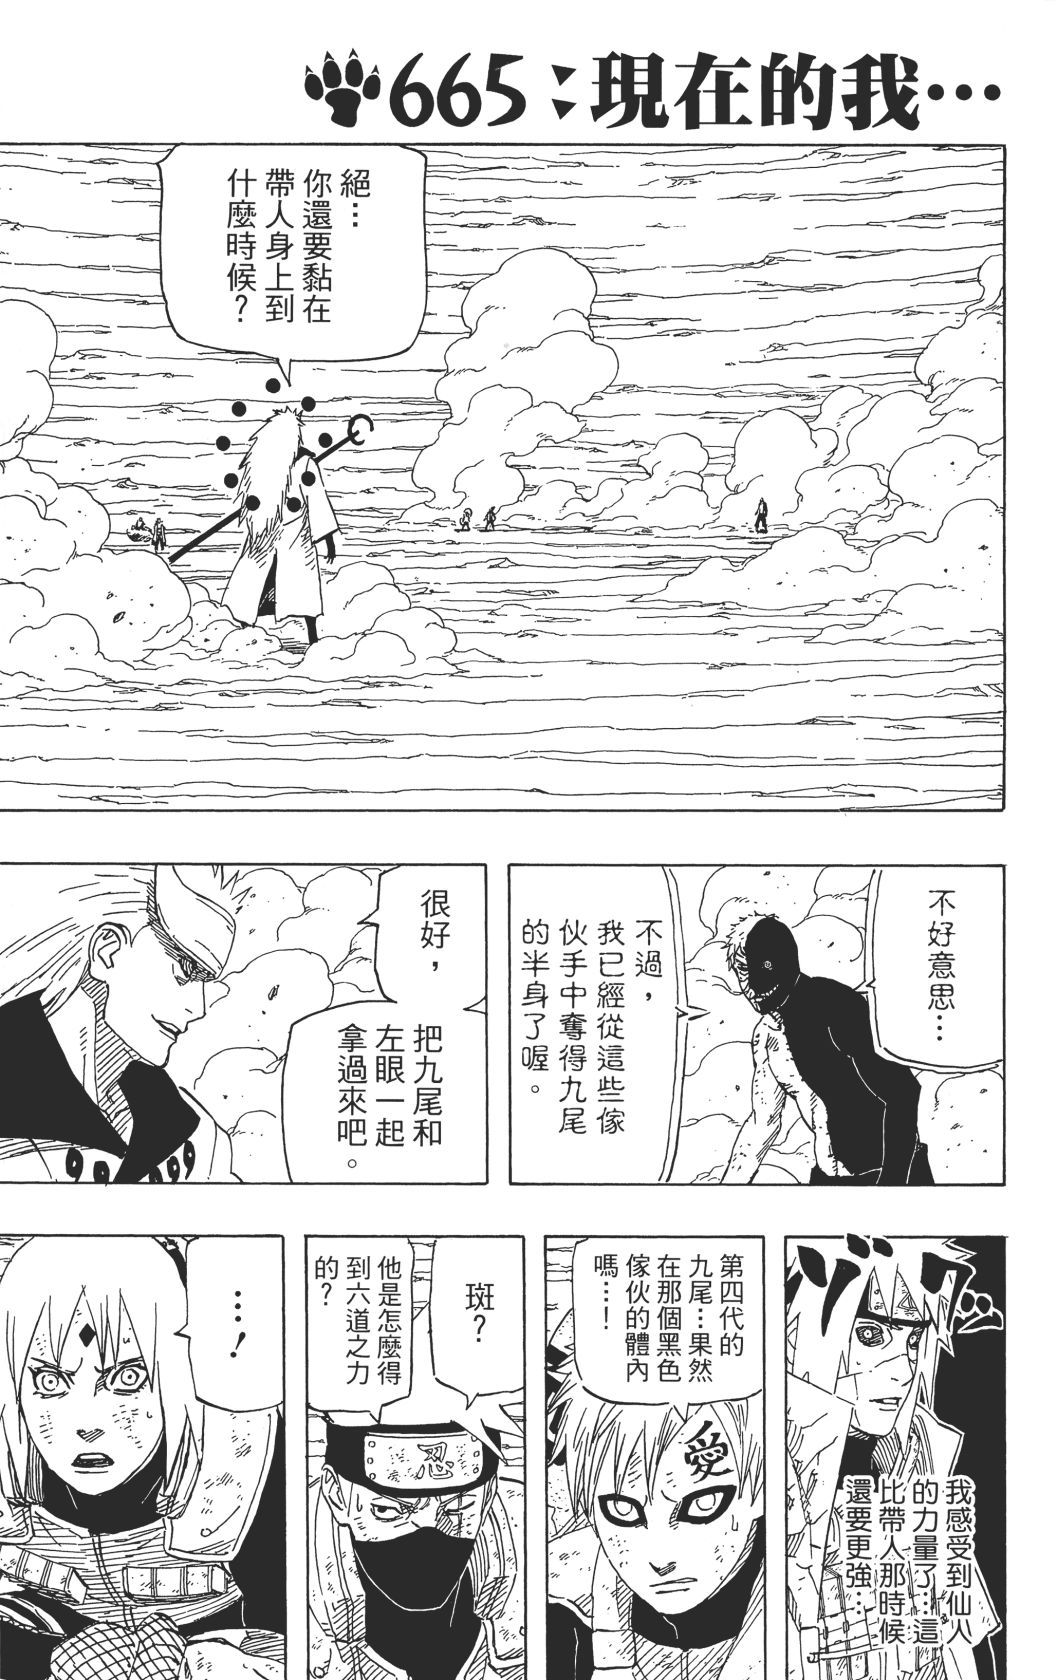 665：現在的我…
絕…
你還要黏在
帶人身上到
什麼時候？
不好意思…
不過，
我已經從這些傢
伙手中奪得九尾
的半身了喔。
很好，
把九尾和
左眼一起
拿過來吧。
我感受到仙人
的力量了…這
比帶人那時候
還要更強…
第四代的
九尾…果然
在那個黑色
傢伙的體內
嗎…！
斑？
他是怎麼得
到六道之力
的？
…！
愛
忍